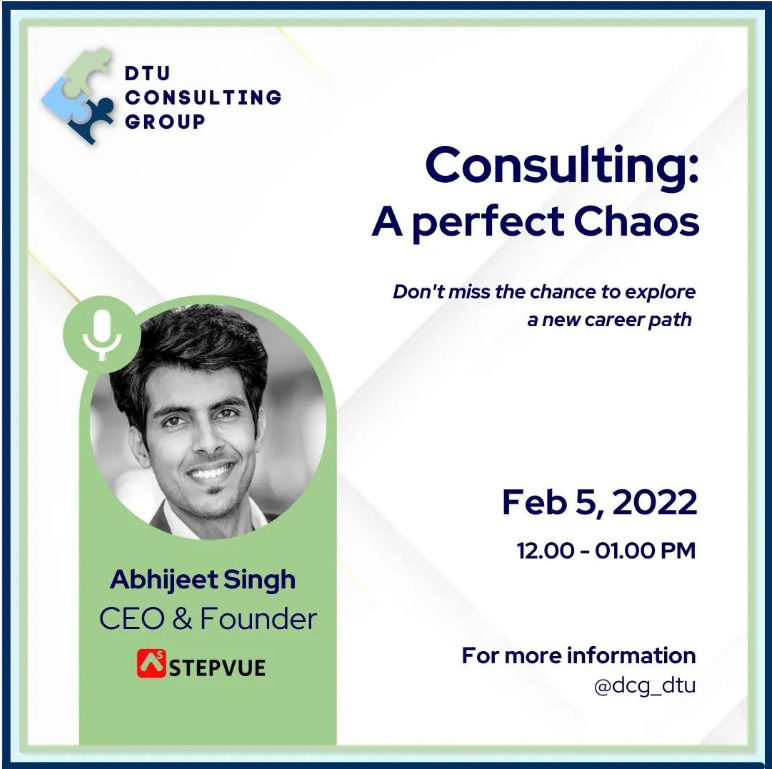 DTU
CONSULTING
GROUP
Consulting:
A perfect Chaos
Don't miss the chance to explore
a new career path
Feb 5, 2022
12.00 - 01.00 PM
Abhijeet Singh
CEO & Founder
S
STEPVUE
For more information
@dcg_dtu